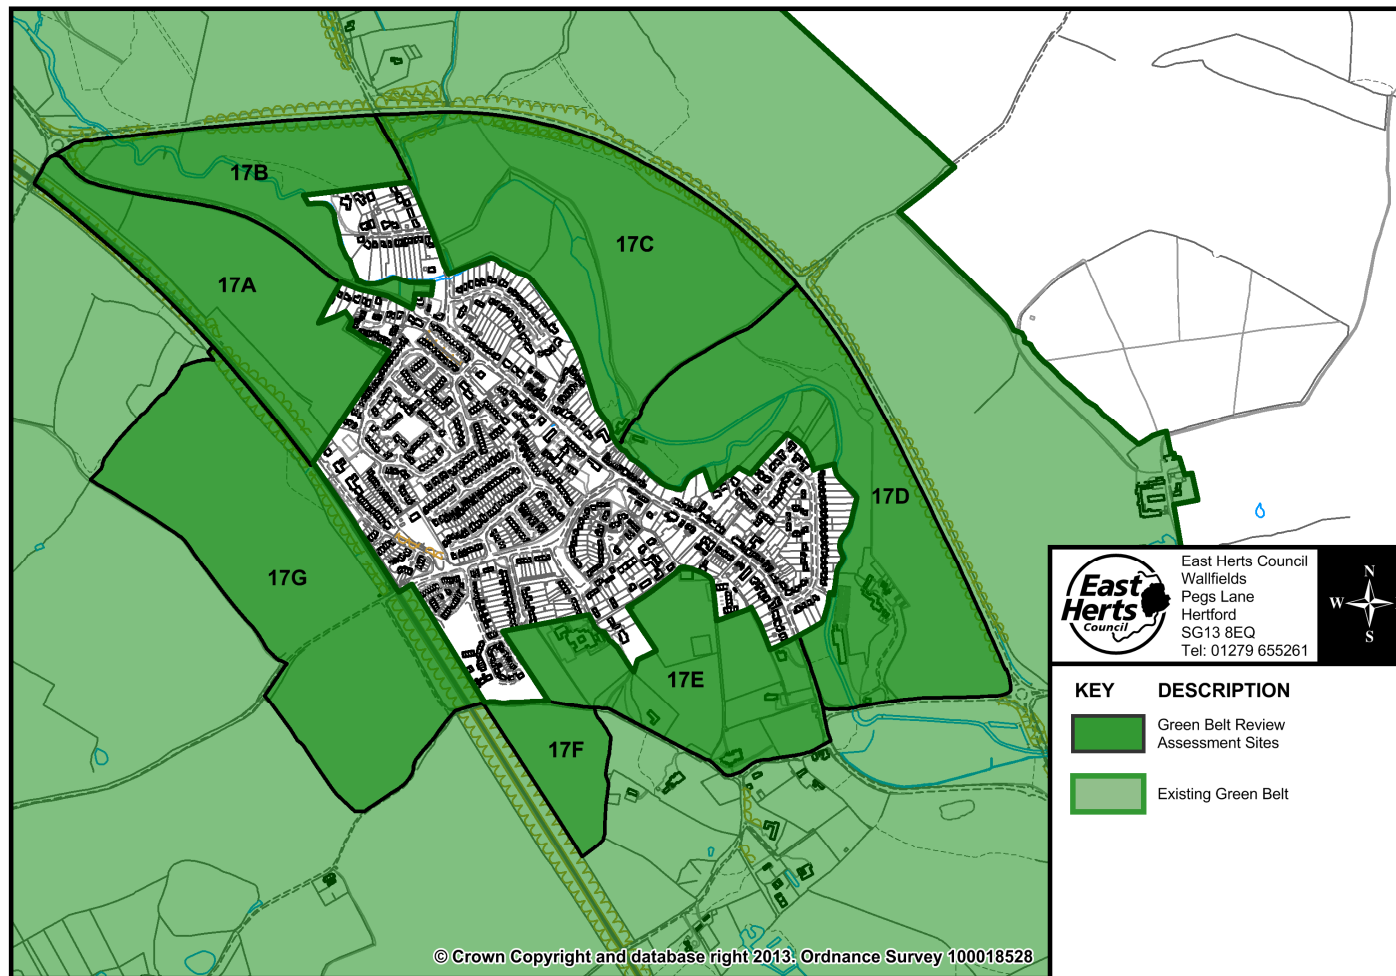 17B
17C
17A
17D
17G
17E
17F
East
Herts
Council
East Herts Council
Wallfields
Pegs Lane
Hertford
SG13 8EQ
Tel: 01279 655261
N
W
S
KEY DESCRIPTION
Green Belt Review
Assessment Sites
Existing Green Belt
© Crown Copyright and database right 2013. Ordnance Survey 100018528